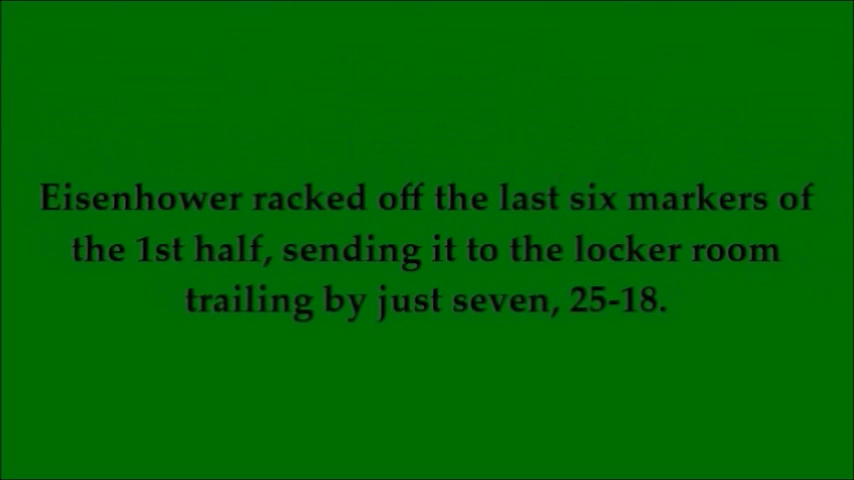 Eisenhower racked off the last six markers of
the 1st half, sending it to the locker room
trailing by just seven, 25-18.